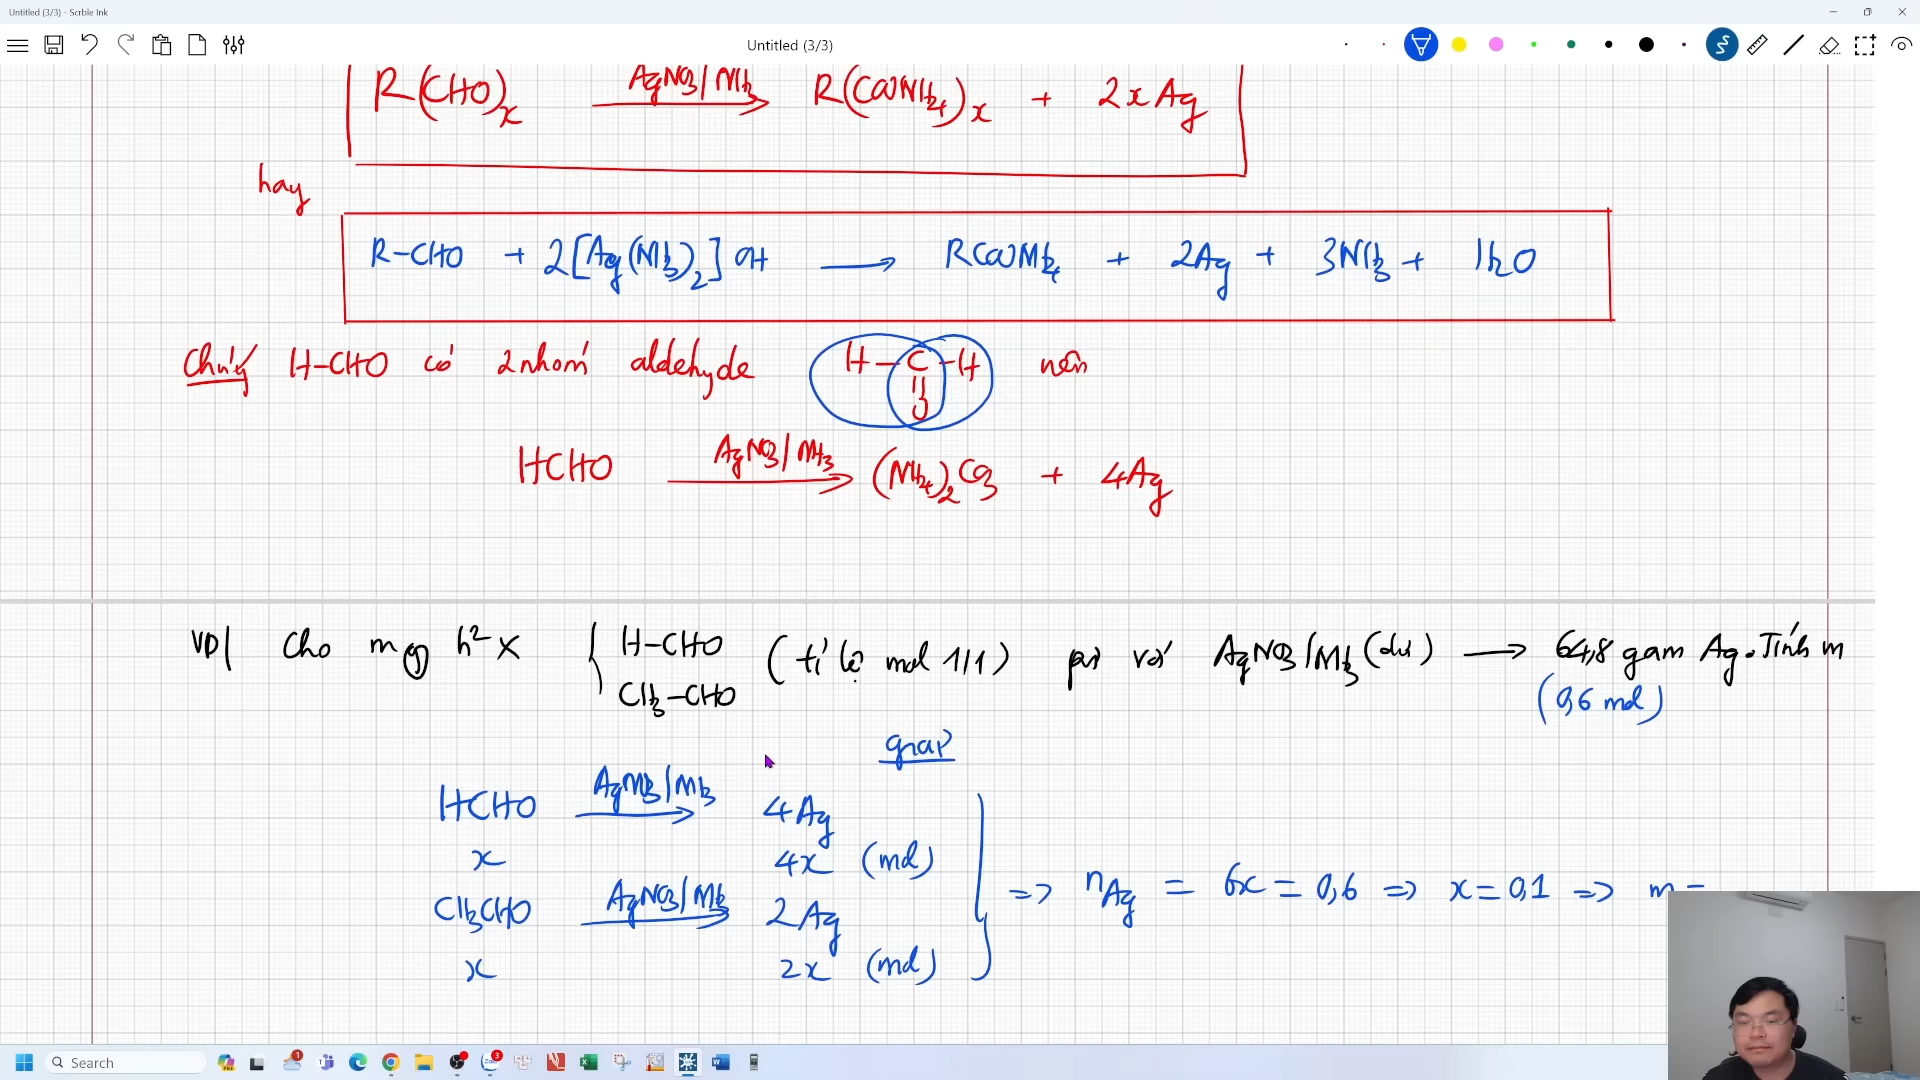 Untitled (3/3) - Scrble Ink
Untitled (3/3)
R(CHO)x AgNO3/NH3 R(COONH4)x + 2xAg
hay
R-CHO + 2[Ag(NH3)2]OH → RCOONH4 + 2Ag + 3NH3 + H2O
Chú ý H-CHO có 2 nhóm aldehyde H-C-H nên
O
HCHO AgNO3/NH3 (NH4)2CO3 + 4Ag
VD/ Cho m g h² X { H-CHO (tỉ lệ mol 1/1) pứ với AgNO3/NH3 (dư) → 64,8 gam Ag. Tính m
CH3-CHO
(0,6 mol)
giải
HCHO AgNO3/NH3 4Ag
x 4x (mol)
=> nAg = 6x = 0,6 => x = 0,1 => m =
CH3CHO AgNO3/NH3 2Ag
x 2x (mol)
Search